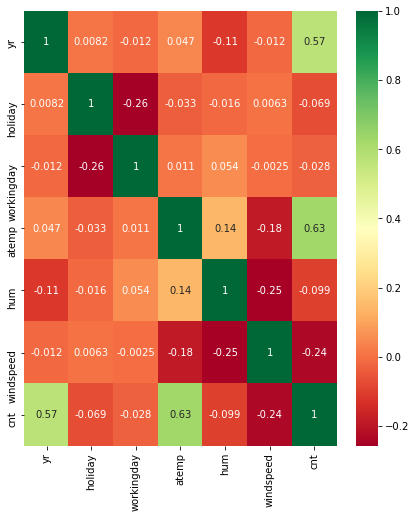 yr 1 0.0082 -0.012 0.047 -0.11 -0.012 0.57
holiday 0.0082 1 -0.26 -0.033 -0.016 0.0063 -0.069
workingday -0.012 -0.26 1 0.011 0.054 -0.0025 -0.028
atemp 0.047 -0.033 0.011 1 0.14 -0.18 0.63
hum -0.11 -0.016 0.054 0.14 1 -0.25 -0.099
windspeed -0.012 0.0063 -0.0025 -0.18 -0.25 1 -0.24
cnt 0.57 -0.069 -0.028 0.63 -0.099 -0.24 1
yr holiday workingday atemp hum windspeed cnt
1.0
0.8
0.6
0.4
0.2
0.0
-0.2